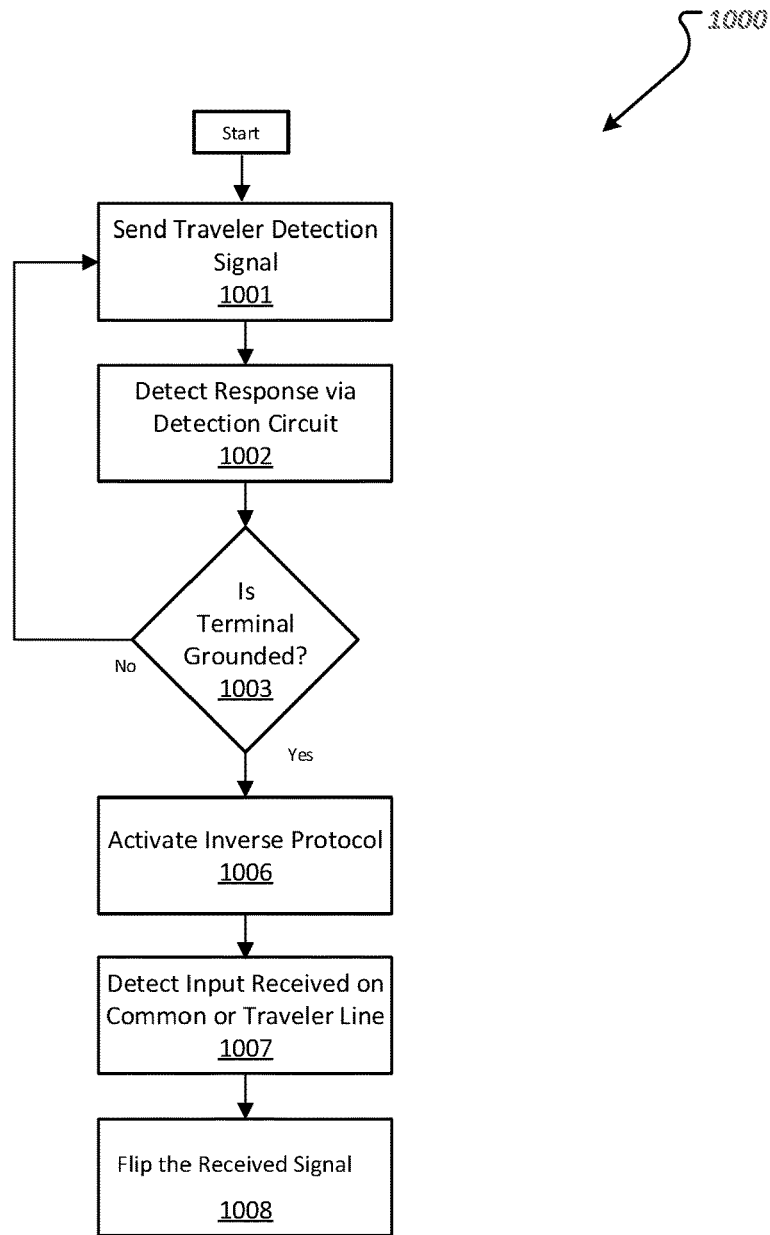 1000
Start
Send Traveler Detection
Signal
1001
Detect Response via
Detection Circuit
1002
Is
Terminal
Grounded?
1003
No
Yes
Activate Inverse Protocol
1006
Detect Input Received on
Common or Traveler Line
1007
Flip the Received Signal
1008